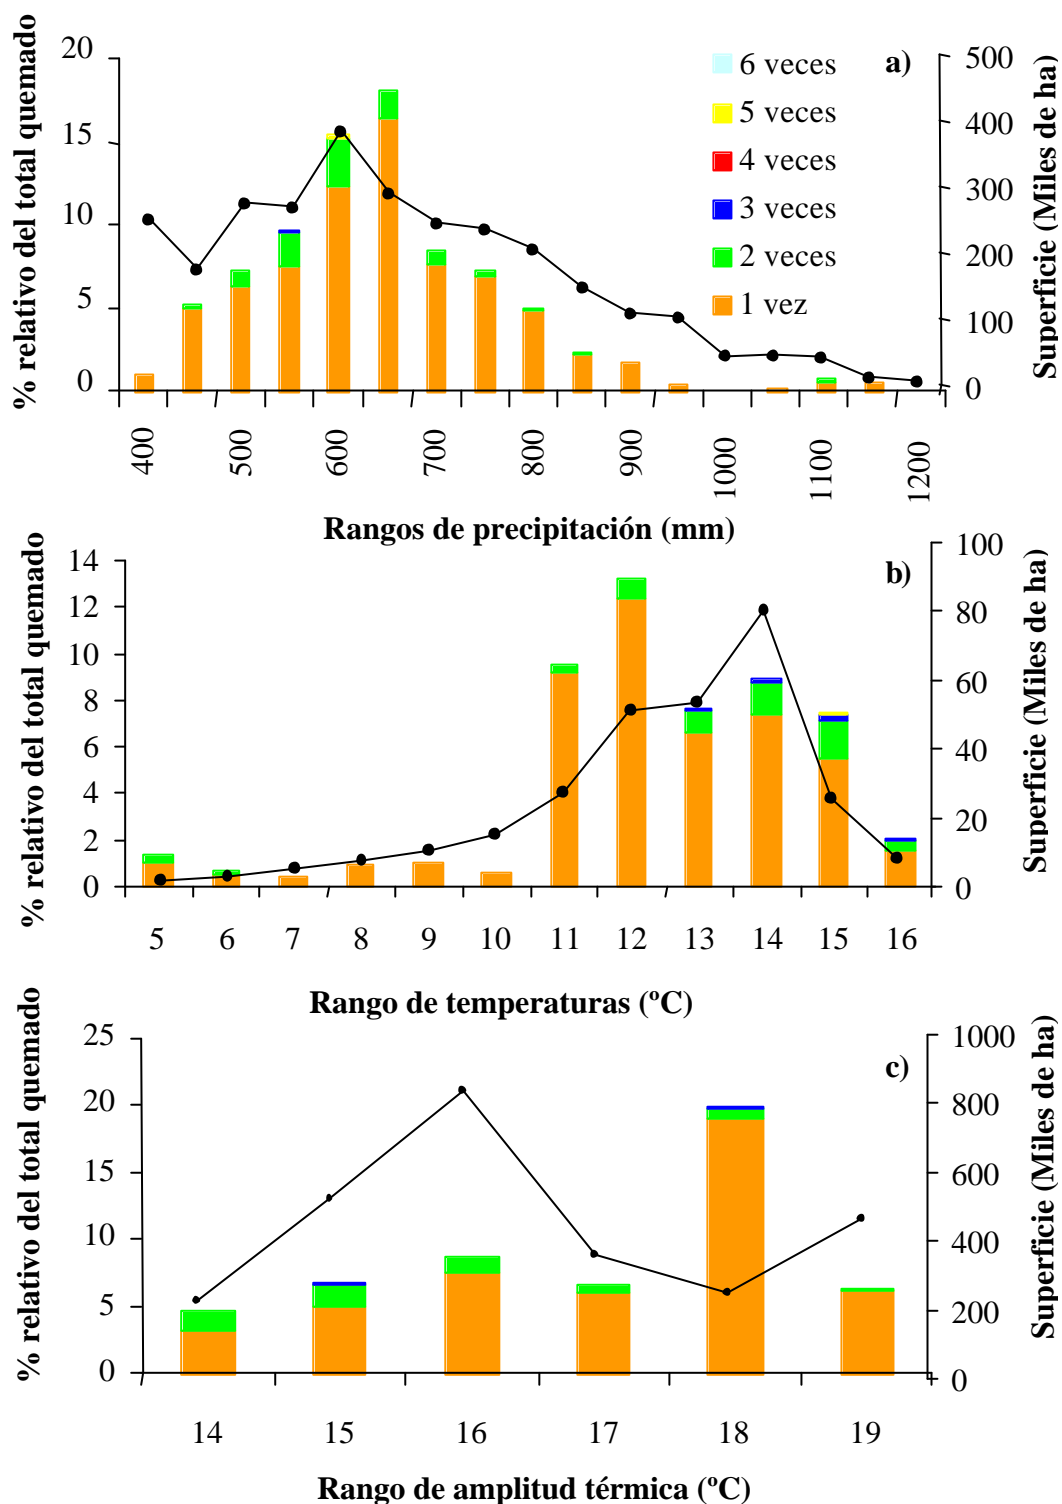 % relativo del total quemado
20
15
10
5
0
6 veces
5 veces
4 veces
3 veces
2 veces
1 vez
a)
500
400
300
200
100
0
Superficie (Miles de ha)
400
500
600
700
800
900
1000
1100
1200
Rangos de precipitación (mm)
% relativo del total quemado
14
12
10
8
6
4
2
0
b)
100
80
60
40
20
0
Superficie (Miles de ha)
5 6 7 8 9 10 11 12 13 14 15 16
Rango de temperaturas (ºC)
% relativo del total quemado
25
20
15
10
5
0
c)
1000
800
600
400
200
0
Superficie (Miles de ha)
14 15 16 17 18 19
Rango de amplitud térmica (ºC)